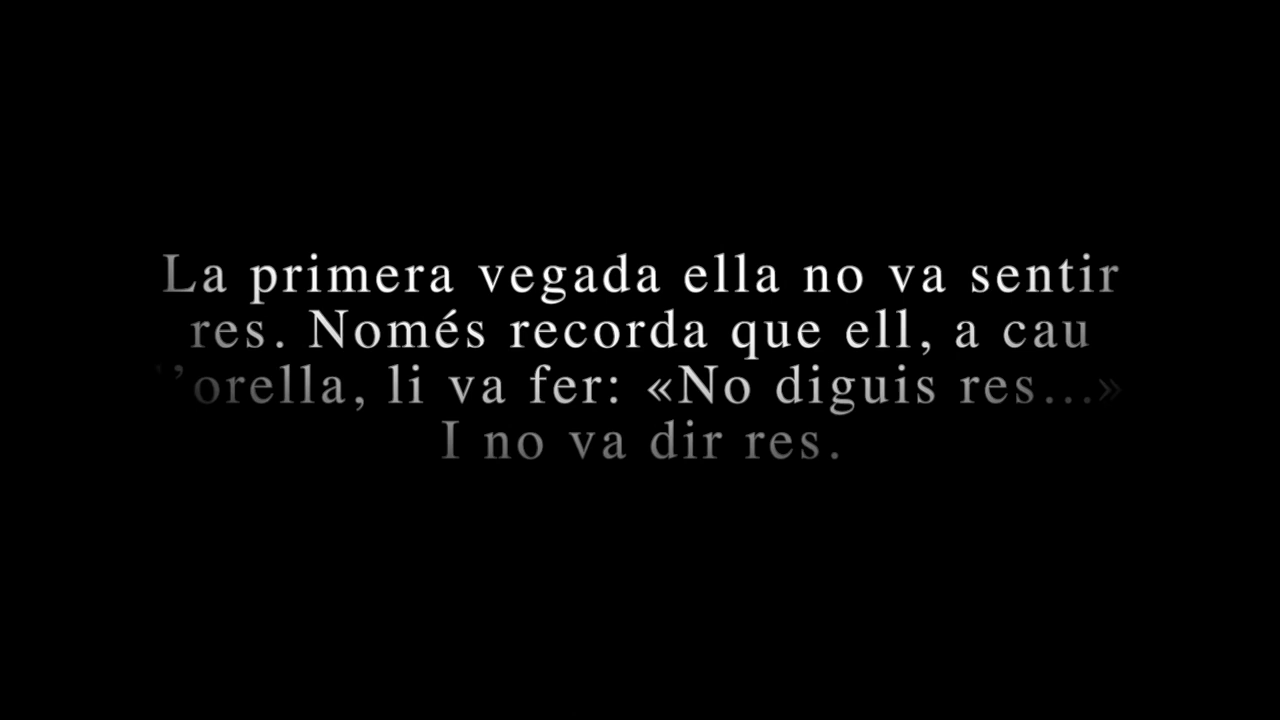 La primera vegada ella no va sentir
res. Només recorda que ell, a cau
l’orella, li va fer: «No diguis res...»
I no va dir res.